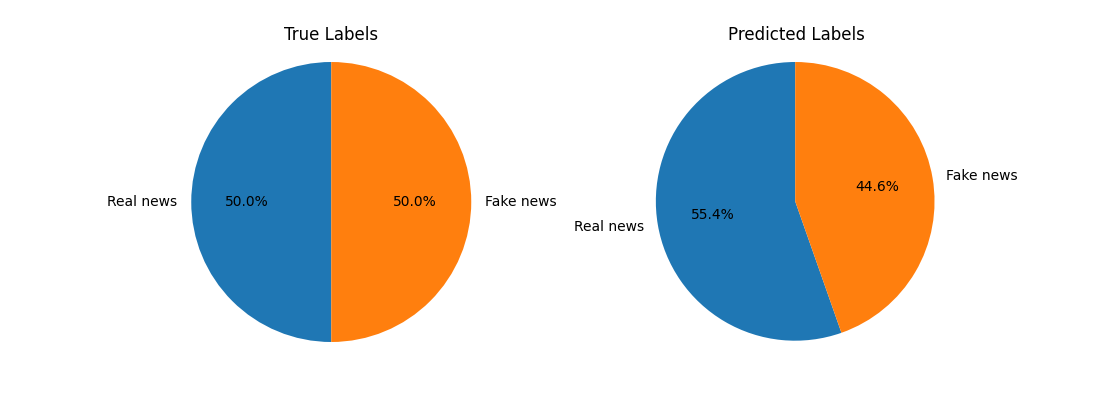 True Labels
Real news
50.0%
50.0%
Fake news
Predicted Labels
Real news
55.4%
44.6%
Fake news